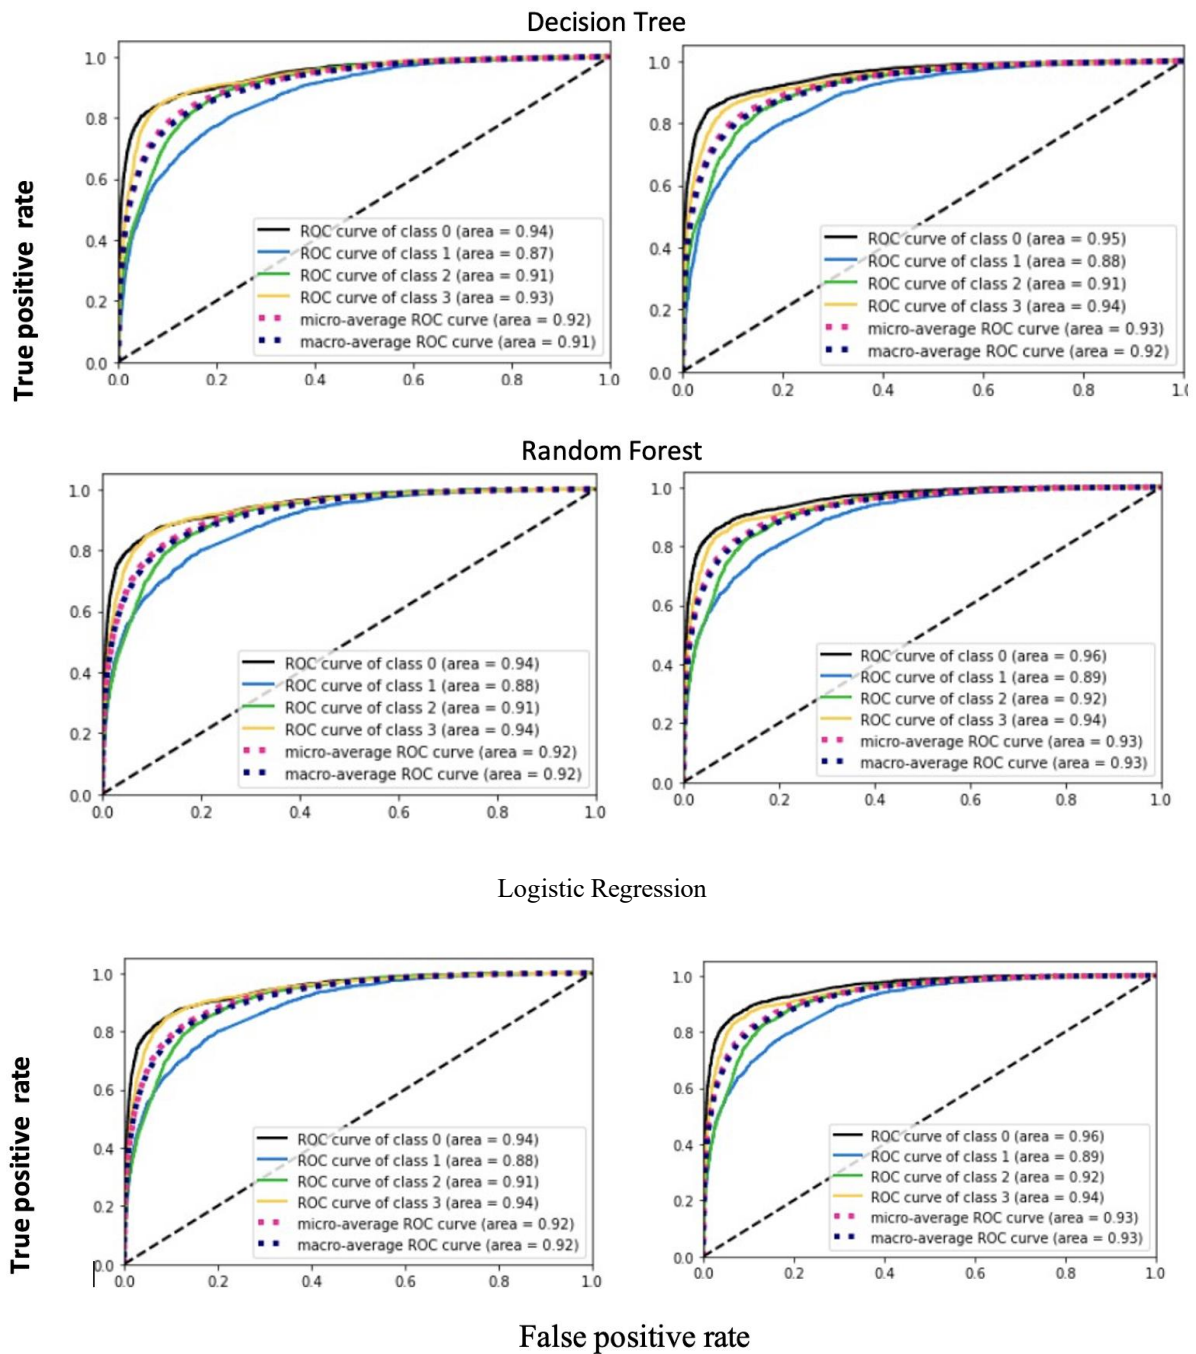 Decision Tree
True positive rate
1.0
0.8
0.6
0.4
0.2
0.0
ROC curve of class 0 (area = 0.94)
ROC curve of class 1 (area = 0.87)
ROC curve of class 2 (area = 0.91)
ROC curve of class 3 (area = 0.93)
micro-average ROC curve (area = 0.92)
macro-average ROC curve (area = 0.91)
0.0 0.2 0.4 0.6 0.8 1.0
1.0
0.8
0.6
0.4
0.2
0.0
ROC curve of class 0 (area = 0.95)
ROC curve of class 1 (area = 0.88)
ROC curve of class 2 (area = 0.91)
ROC curve of class 3 (area = 0.94)
micro-average ROC curve (area = 0.93)
macro-average ROC curve (area = 0.92)
0.0 0.2 0.4 0.6 0.8 1.0
Random Forest
1.0
0.8
0.6
0.4
0.2
0.0
ROC curve of class 0 (area = 0.94)
ROC curve of class 1 (area = 0.88)
ROC curve of class 2 (area = 0.91)
ROC curve of class 3 (area = 0.94)
micro-average ROC curve (area = 0.92)
macro-average ROC curve (area = 0.92)
0.0 0.2 0.4 0.6 0.8 1.0
1.0
0.8
0.6
0.4
0.2
0.0
ROC curve of class 0 (area = 0.96)
ROC curve of class 1 (area = 0.89)
ROC curve of class 2 (area = 0.92)
ROC curve of class 3 (area = 0.94)
micro-average ROC curve (area = 0.93)
macro-average ROC curve (area = 0.93)
0.0 0.2 0.4 0.6 0.8 1.0
Logistic Regression
True positive rate
1.0
0.8
0.6
0.4
0.2
0.0
ROC curve of class 0 (area = 0.94)
ROC curve of class 1 (area = 0.88)
ROC curve of class 2 (area = 0.91)
ROC curve of class 3 (area = 0.94)
micro-average ROC curve (area = 0.92)
macro-average ROC curve (area = 0.92)
0.0 0.2 0.4 0.6 0.8 1.0
1.0
0.8
0.6
0.4
0.2
0.0
ROC curve of class 0 (area = 0.96)
ROC curve of class 1 (area = 0.89)
ROC curve of class 2 (area = 0.92)
ROC curve of class 3 (area = 0.94)
micro-average ROC curve (area = 0.93)
macro-average ROC curve (area = 0.93)
0.0 0.2 0.4 0.6 0.8 1.0
False positive rate